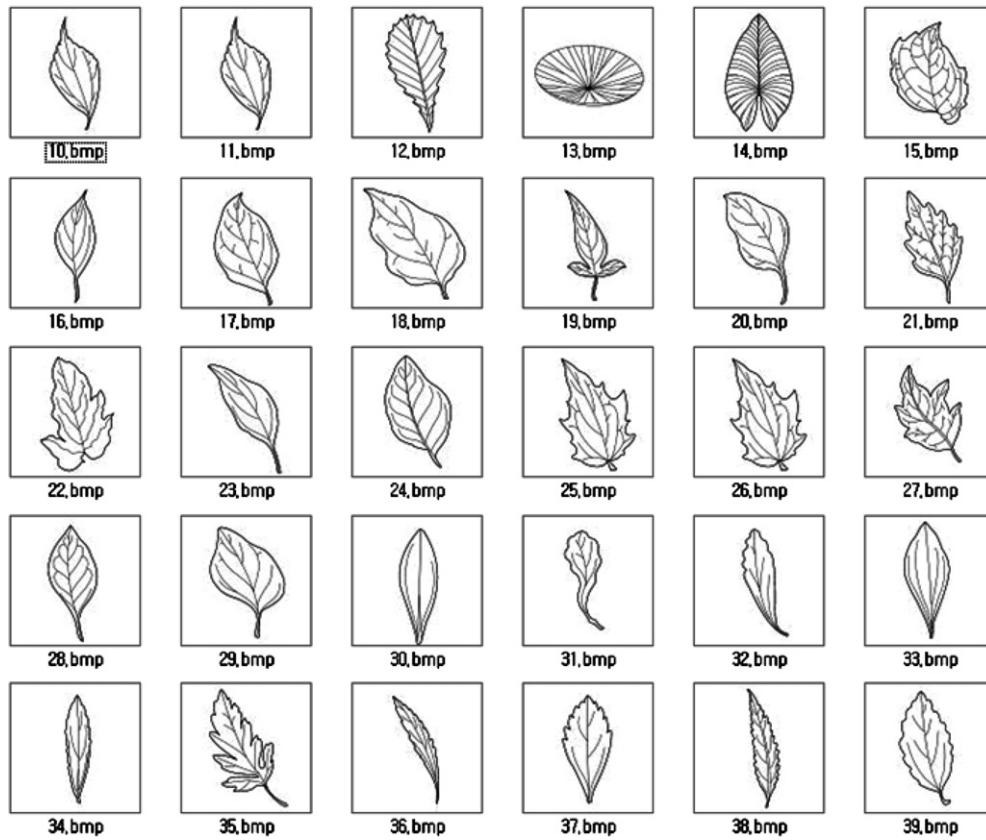 10.bmp 11.bmp 12.bmp 13.bmp 14.bmp 15.bmp
16.bmp 17.bmp 18.bmp 19.bmp 20.bmp 21.bmp
22.bmp 23.bmp 24.bmp 25.bmp 26.bmp 27.bmp
28.bmp 29.bmp 30.bmp 31.bmp 32.bmp 33.bmp
34.bmp 35.bmp 36.bmp 37.bmp 38.bmp 39.bmp